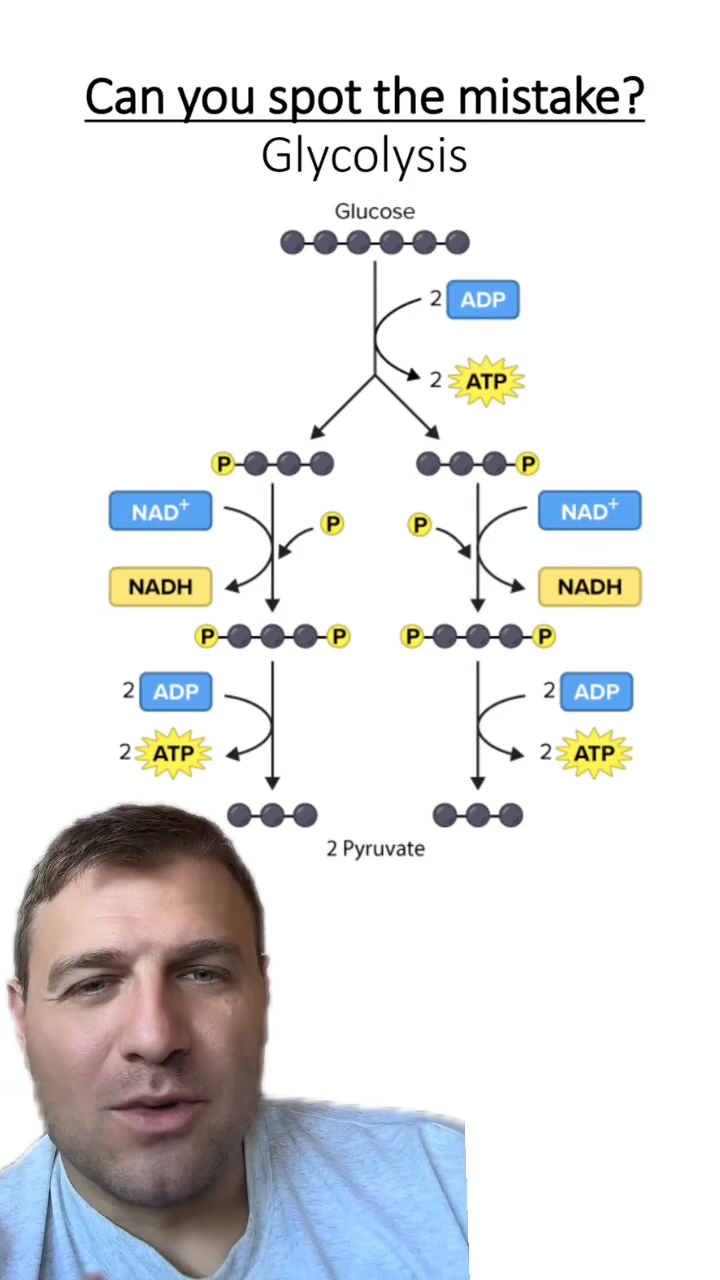 Can you spot the mistake?
Glycolysis
Glucose
2 ADP
2 ATP
P P
NAD+ P P NAD+
NADH NADH
P P P P
2 ADP 2 ADP
2 ATP 2 ATP
2 Pyruvate